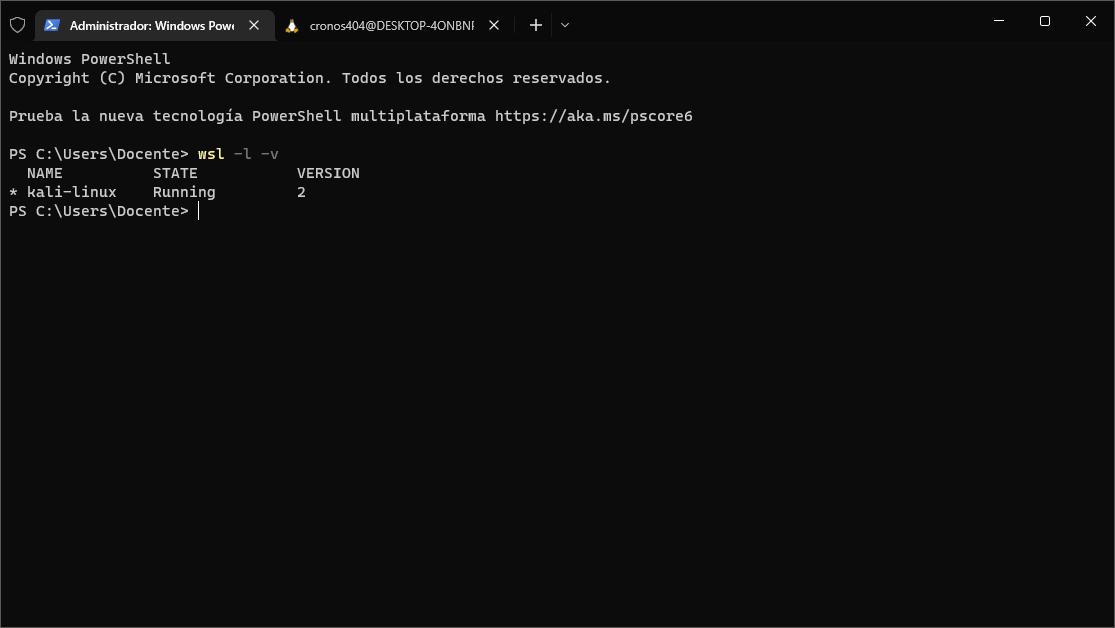 Administrador: Windows Powe
cronos404@DESKTOP-4ONBNF
Windows PowerShell
Copyright (C) Microsoft Corporation. Todos los derechos reservados.
Prueba la nueva tecnología PowerShell multiplataforma https://aka.ms/pscore6
PS C:\Users\Docente> wsl -l -v
  NAME          STATE           VERSION
* kali-linux    Running         2
PS C:\Users\Docente>